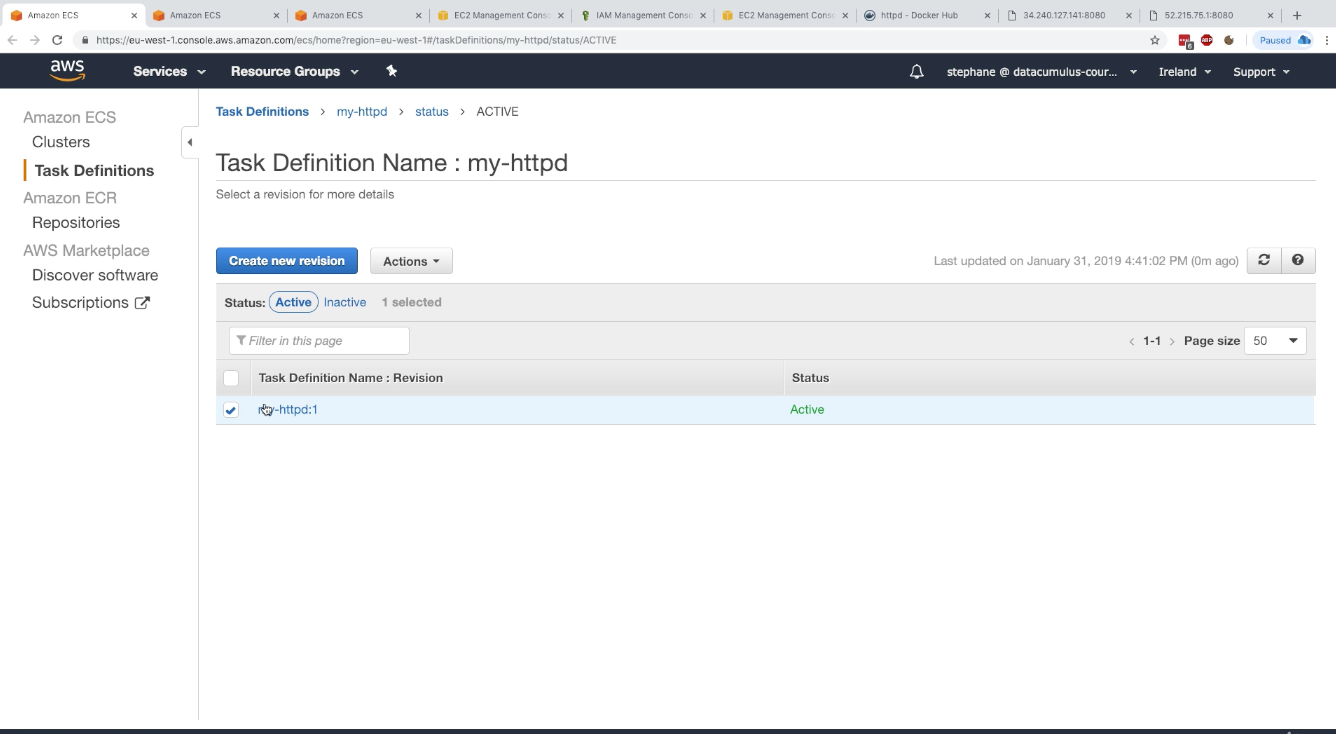 Amazon ECS Amazon ECS Amazon ECS EC2 Management Conso IAM Management Conso EC2 Management Conso httpd - Docker Hub 34.240.127.141:8080 52.215.75.1:8080
https://eu-west-1.console.aws.amazon.com/ecs/home?region=eu-west-1#/taskDefinitions/my-httpd/status/ACTIVE ABP Paused
aws Services Resource Groups stephane @ datacumulus-cour... Ireland Support
Amazon ECS
Clusters
Task Definitions
Amazon ECR
Repositories
AWS Marketplace
Discover software
Subscriptions
Task Definitions > my-httpd > status > ACTIVE
Task Definition Name : my-httpd
Select a revision for more details
Create new revision Actions Last updated on January 31, 2019 4:41:02 PM (0m ago)
Status: Active Inactive 1 selected
Filter in this page < 1-1 > Page size 50
Task Definition Name : Revision Status
my-httpd:1 Active